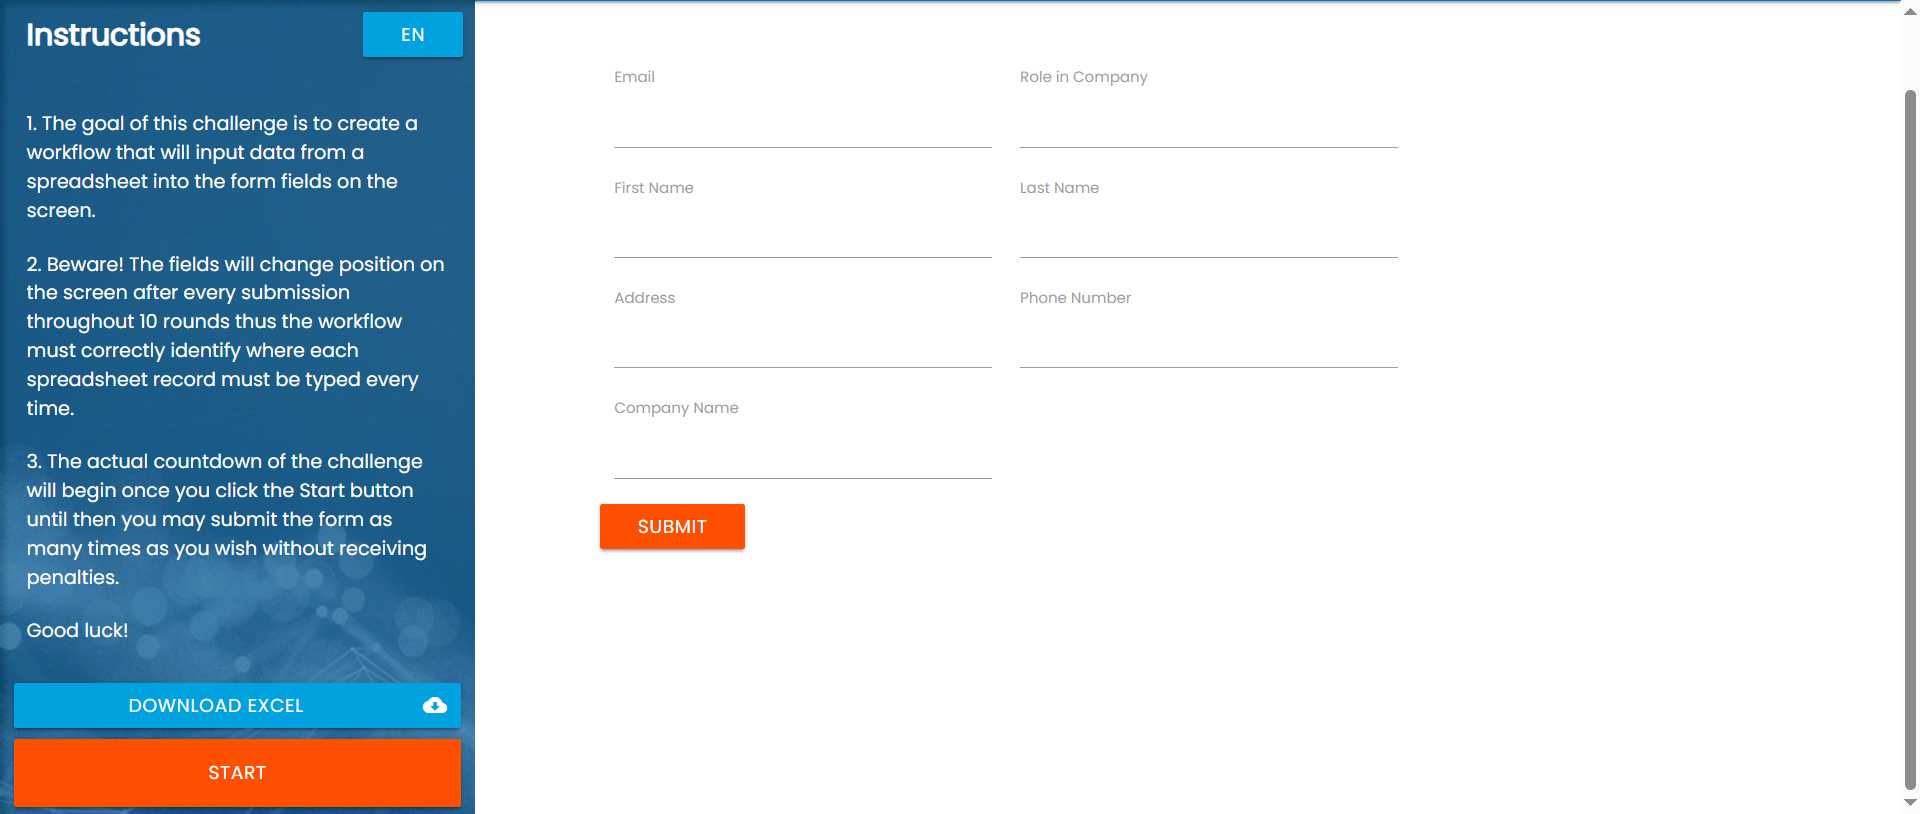 Instructions
EN
1. The goal of this challenge is to create a
workflow that will input data from a
spreadsheet into the form fields on the
screen.
2. Beware! The fields will change position on
the screen after every submission
throughout 10 rounds thus the workflow
must correctly identify where each
spreadsheet record must be typed every
time.
3. The actual countdown of the challenge
will begin once you click the Start button
until then you may submit the form as
many times as you wish without receiving
penalties.
Good luck!
DOWNLOAD EXCEL
START
Email
Role in Company
First Name
Last Name
Address
Phone Number
Company Name
SUBMIT